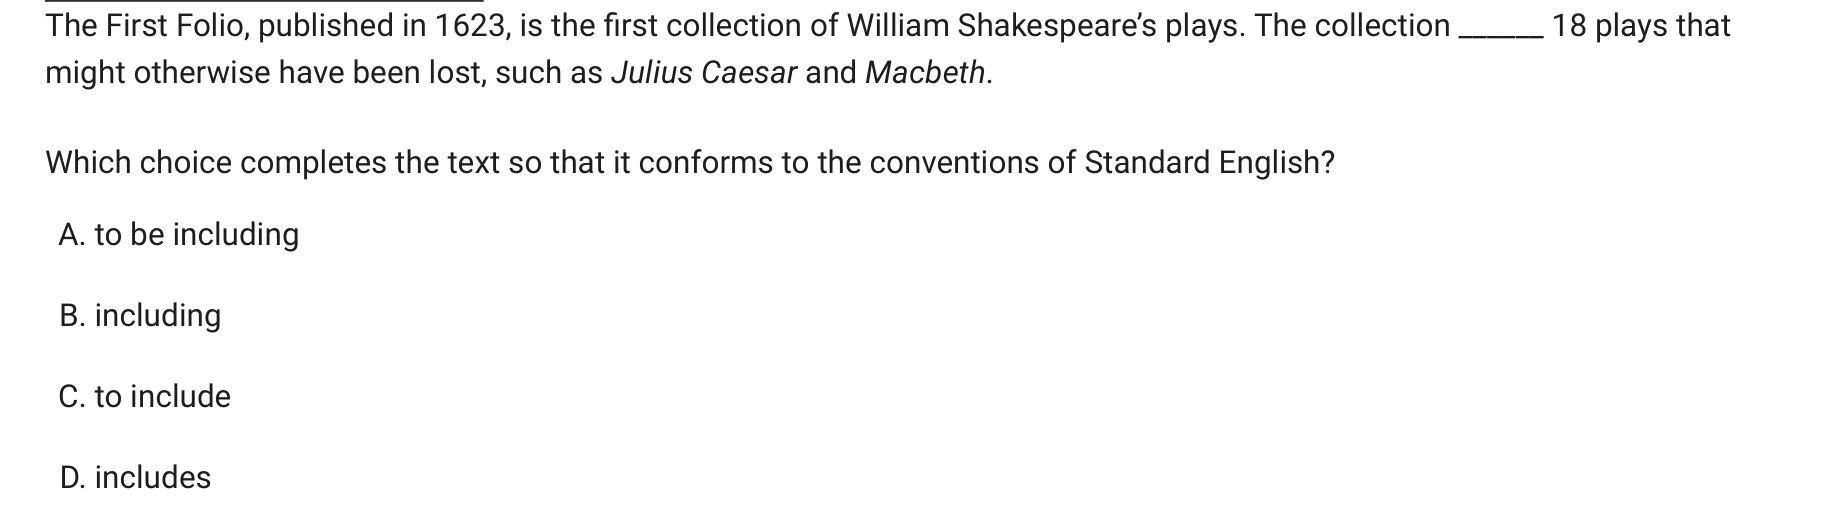 The First Folio, published in 1623, is the first collection of William Shakespeare's plays. The collection ______ 18 plays that
might otherwise have been lost, such as Julius Caesar and Macbeth.
Which choice completes the text so that it conforms to the conventions of Standard English?
A. to be including
B. including
C. to include
D. includes